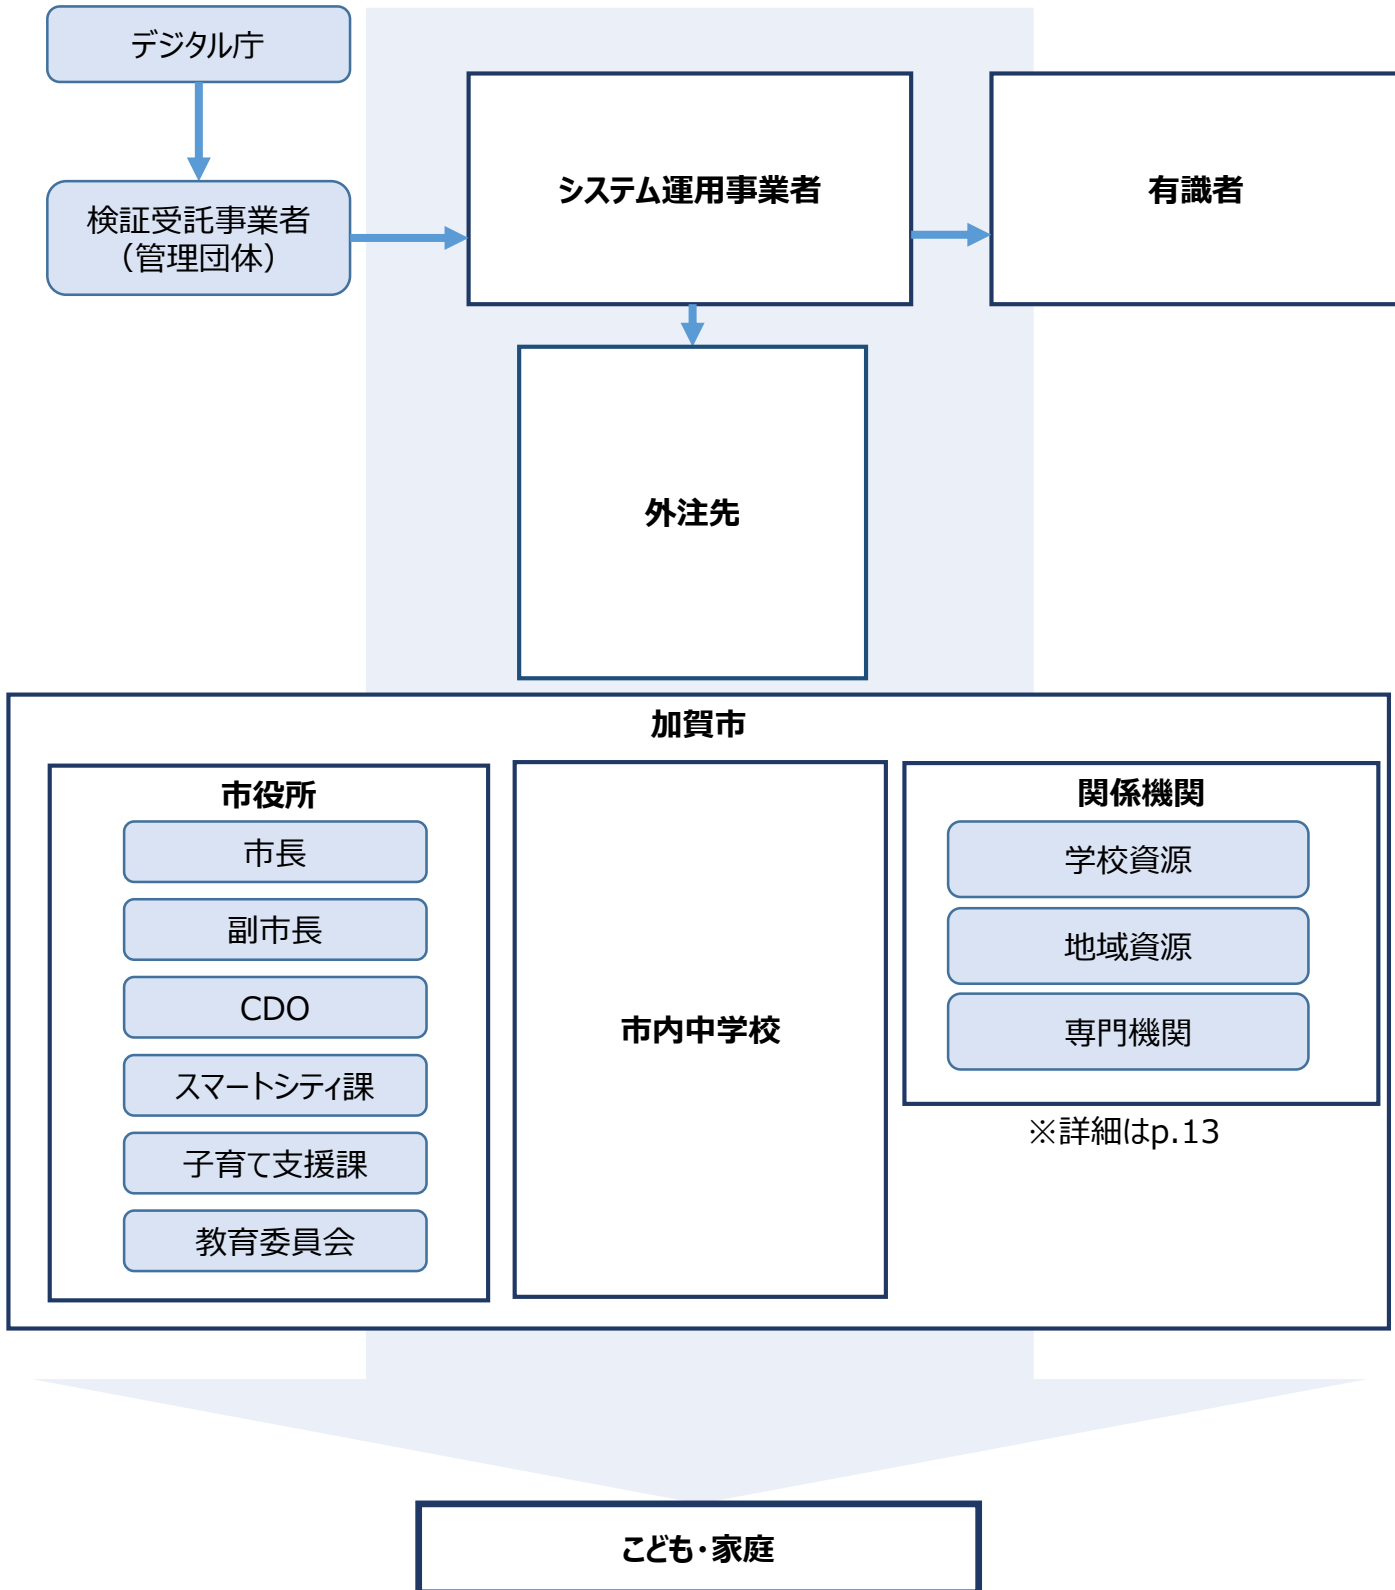 デジタル庁
検証受託事業者
（管理団体）
システム運用事業者
有識者
外注先
加賀市
市役所
市長
副市長
CDO
スマートシティ課
子育て支援課
教育委員会
市内中学校
関係機関
学校資源
地域資源
専門機関
※詳細はp.13
こども・家庭